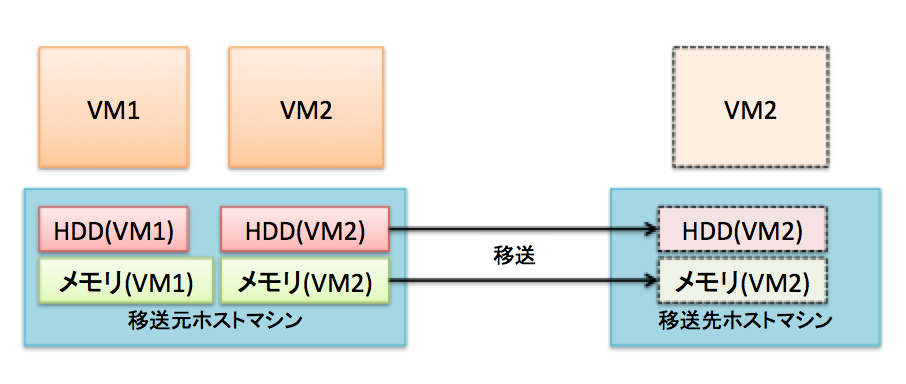 VM1
VM2
VM2
HDD(VM1)
HDD(VM2)
HDD(VM2)
移送
メモリ(VM1)
メモリ(VM2)
メモリ(VM2)
移送元ホストマシン
移送先ホストマシン